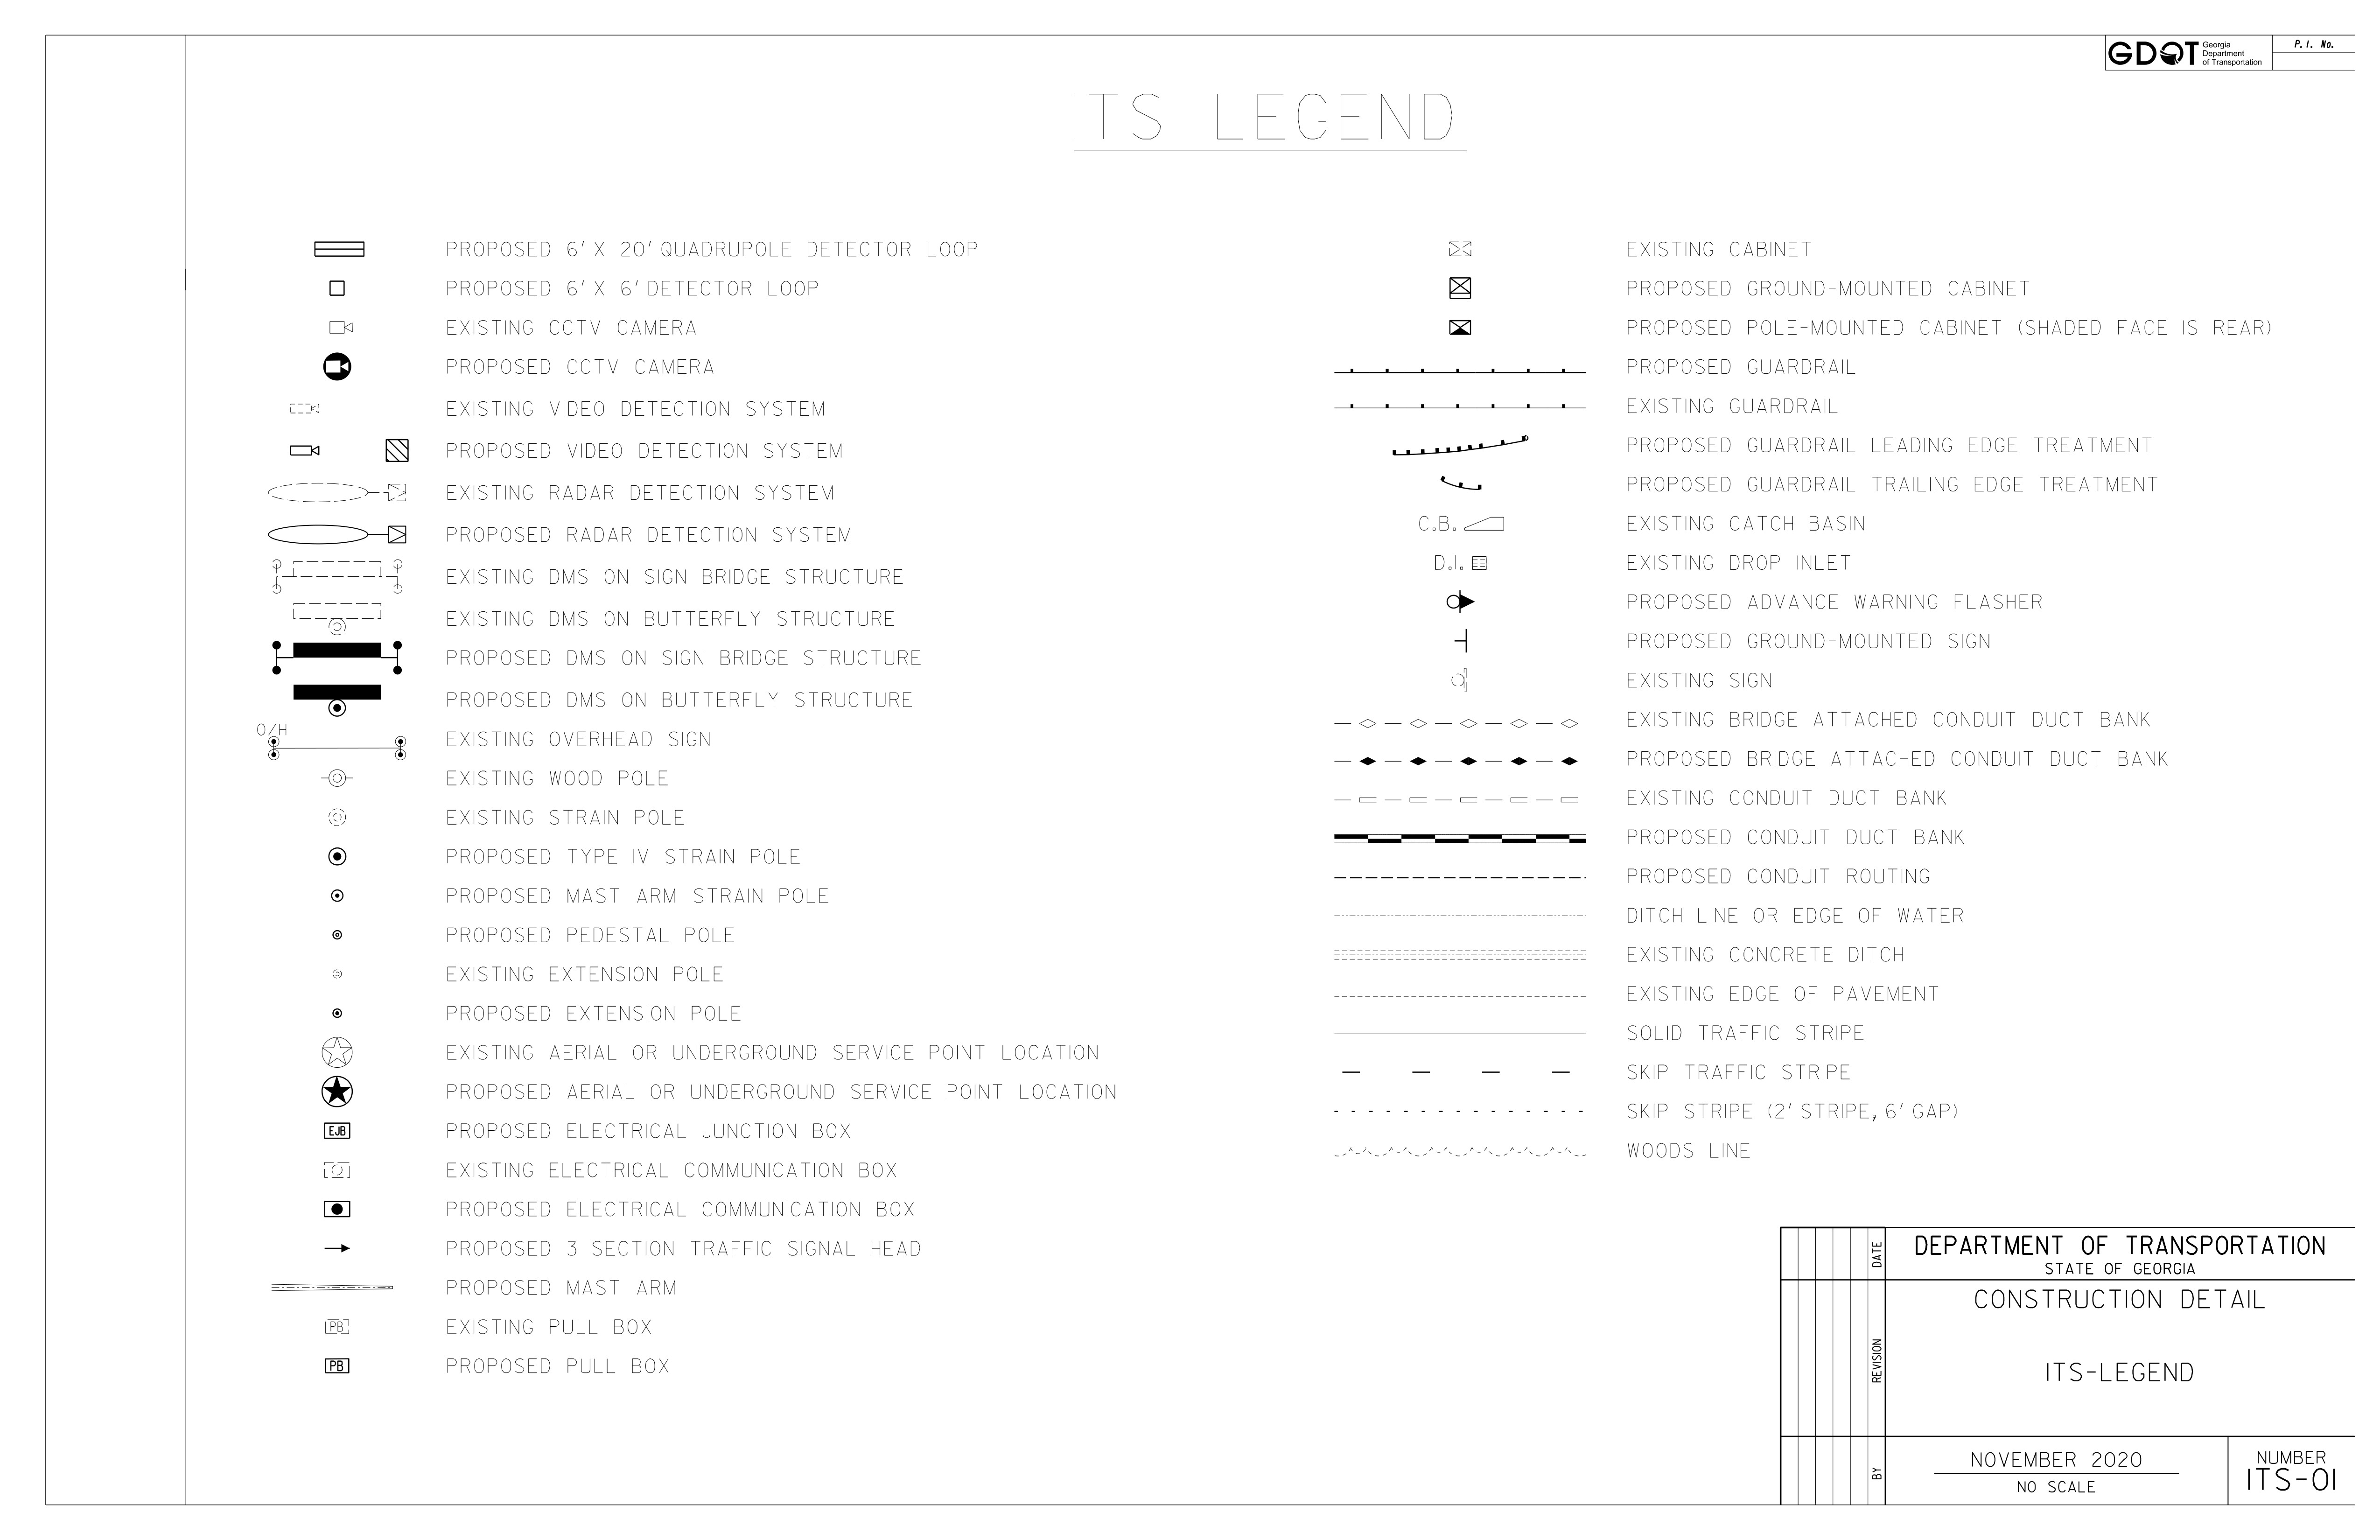 GDOT Georgia
Department
of Transportation
P.I. No.
ITS LEGEND
PROPOSED 6' X 20' QUADRUPOLE DETECTOR LOOP
PROPOSED 6' X 6' DETECTOR LOOP
EXISTING CCTV CAMERA
PROPOSED CCTV CAMERA
EXISTING VIDEO DETECTION SYSTEM
PROPOSED VIDEO DETECTION SYSTEM
EXISTING RADAR DETECTION SYSTEM
PROPOSED RADAR DETECTION SYSTEM
EXISTING DMS ON SIGN BRIDGE STRUCTURE
EXISTING DMS ON BUTTERFLY STRUCTURE
PROPOSED DMS ON SIGN BRIDGE STRUCTURE
PROPOSED DMS ON BUTTERFLY STRUCTURE
O/H
EXISTING OVERHEAD SIGN
EXISTING WOOD POLE
EXISTING STRAIN POLE
PROPOSED TYPE IV STRAIN POLE
PROPOSED MAST ARM STRAIN POLE
PROPOSED PEDESTAL POLE
EXISTING EXTENSION POLE
PROPOSED EXTENSION POLE
EXISTING AERIAL OR UNDERGROUND SERVICE POINT LOCATION
PROPOSED AERIAL OR UNDERGROUND SERVICE POINT LOCATION
EJB PROPOSED ELECTRICAL JUNCTION BOX
EXISTING ELECTRICAL COMMUNICATION BOX
PROPOSED ELECTRICAL COMMUNICATION BOX
PROPOSED 3 SECTION TRAFFIC SIGNAL HEAD
PROPOSED MAST ARM
PB EXISTING PULL BOX
PB PROPOSED PULL BOX
EXISTING CABINET
PROPOSED GROUND-MOUNTED CABINET
PROPOSED POLE-MOUNTED CABINET (SHADED FACE IS REAR)
PROPOSED GUARDRAIL
EXISTING GUARDRAIL
PROPOSED GUARDRAIL LEADING EDGE TREATMENT
PROPOSED GUARDRAIL TRAILING EDGE TREATMENT
C.B. EXISTING CATCH BASIN
D.I. EXISTING DROP INLET
PROPOSED ADVANCE WARNING FLASHER
PROPOSED GROUND-MOUNTED SIGN
EXISTING SIGN
EXISTING BRIDGE ATTACHED CONDUIT DUCT BANK
PROPOSED BRIDGE ATTACHED CONDUIT DUCT BANK
EXISTING CONDUIT DUCT BANK
PROPOSED CONDUIT DUCT BANK
PROPOSED CONDUIT ROUTING
DITCH LINE OR EDGE OF WATER
EXISTING CONCRETE DITCH
EXISTING EDGE OF PAVEMENT
SOLID TRAFFIC STRIPE
SKIP TRAFFIC STRIPE
SKIP STRIPE (2' STRIPE, 6' GAP)
WOODS LINE
DATE
REVISION
BY
DEPARTMENT OF TRANSPORTATION
STATE OF GEORGIA
CONSTRUCTION DETAIL
ITS-LEGEND
NOVEMBER 2020
NO SCALE
NUMBER
ITS-01